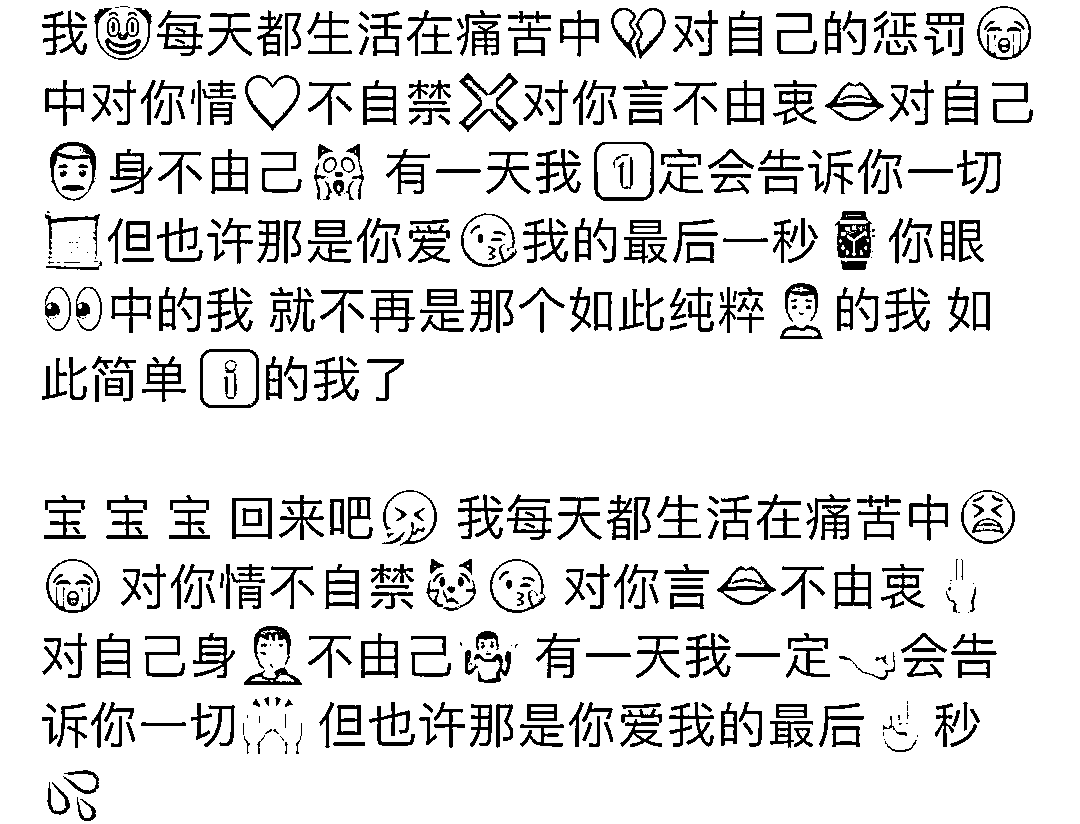 我🤡每天都生活在痛苦中💔对自己的惩罚😭
中对你情❤️不自禁❌对你言不由衷👄对自己
👨身不由己🙀 有一天我1️⃣定会告诉你一切
但也许那是你爱😘我的最后一秒⌚你眼
👀中的我 就不再是那个如此纯粹💆‍♂️的我 如
此简单ℹ️的我了
宝 宝 宝 回来吧🤧 我每天都生活在痛苦中😫
😭 对你情不自禁😿😘 对你言👄不由衷🖕
对自己身🤦‍♂️不由己🤷‍♂️ 有一天我一定🤏会告
诉你一切🙌 但也许那是你爱我的最后☝️秒
💦